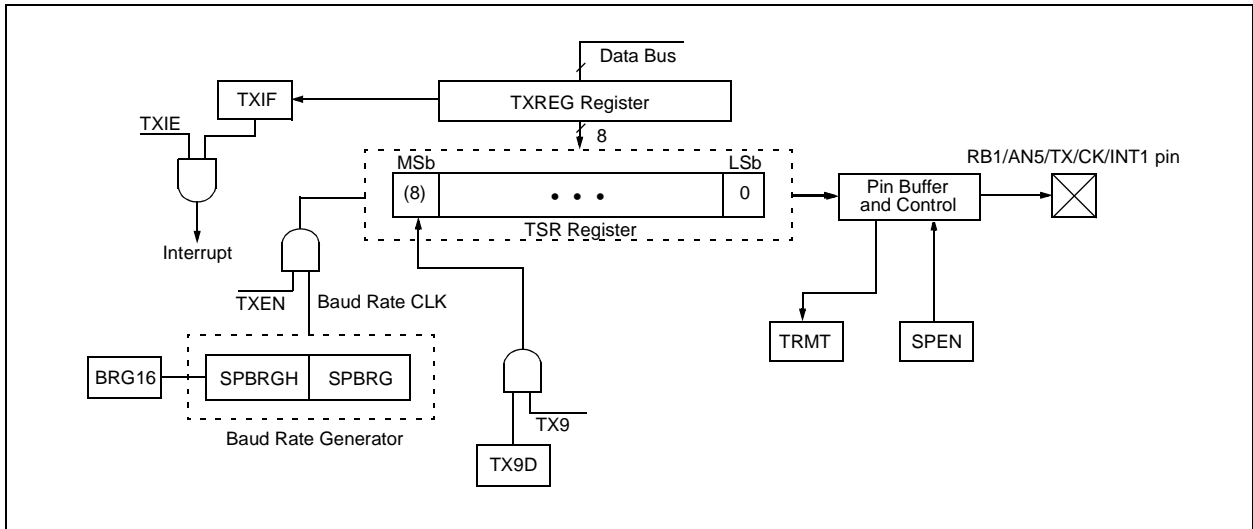 Data Bus
TXIF
TXREG Register
TXIE
8
MSb
LSb
(8)
• • •
0
TSR Register
RB1/AN5/TX/CK/INT1 pin
Pin Buffer
and Control
Interrupt
TXEN
Baud Rate CLK
TRMT
SPEN
BRG16
SPBRGH
SPBRG
Baud Rate Generator
TX9
TX9D